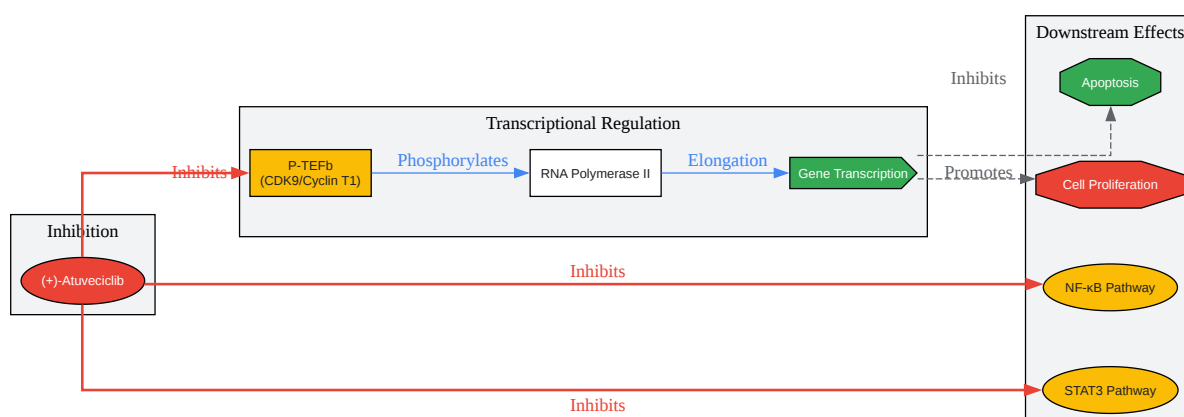 Downstream Effects
Inhibits
Apoptosis
Transcriptional Regulation
Inhibits
P-TEFb
(CDK9/Cyclin T1)
Phosphorylates
RNA Polymerase II
Elongation
Gene Transcription
Promotes
Cell Proliferation
Inhibition
(+)-Atuveciclib
Inhibits
NF-κB Pathway
STAT3 Pathway
Inhibits